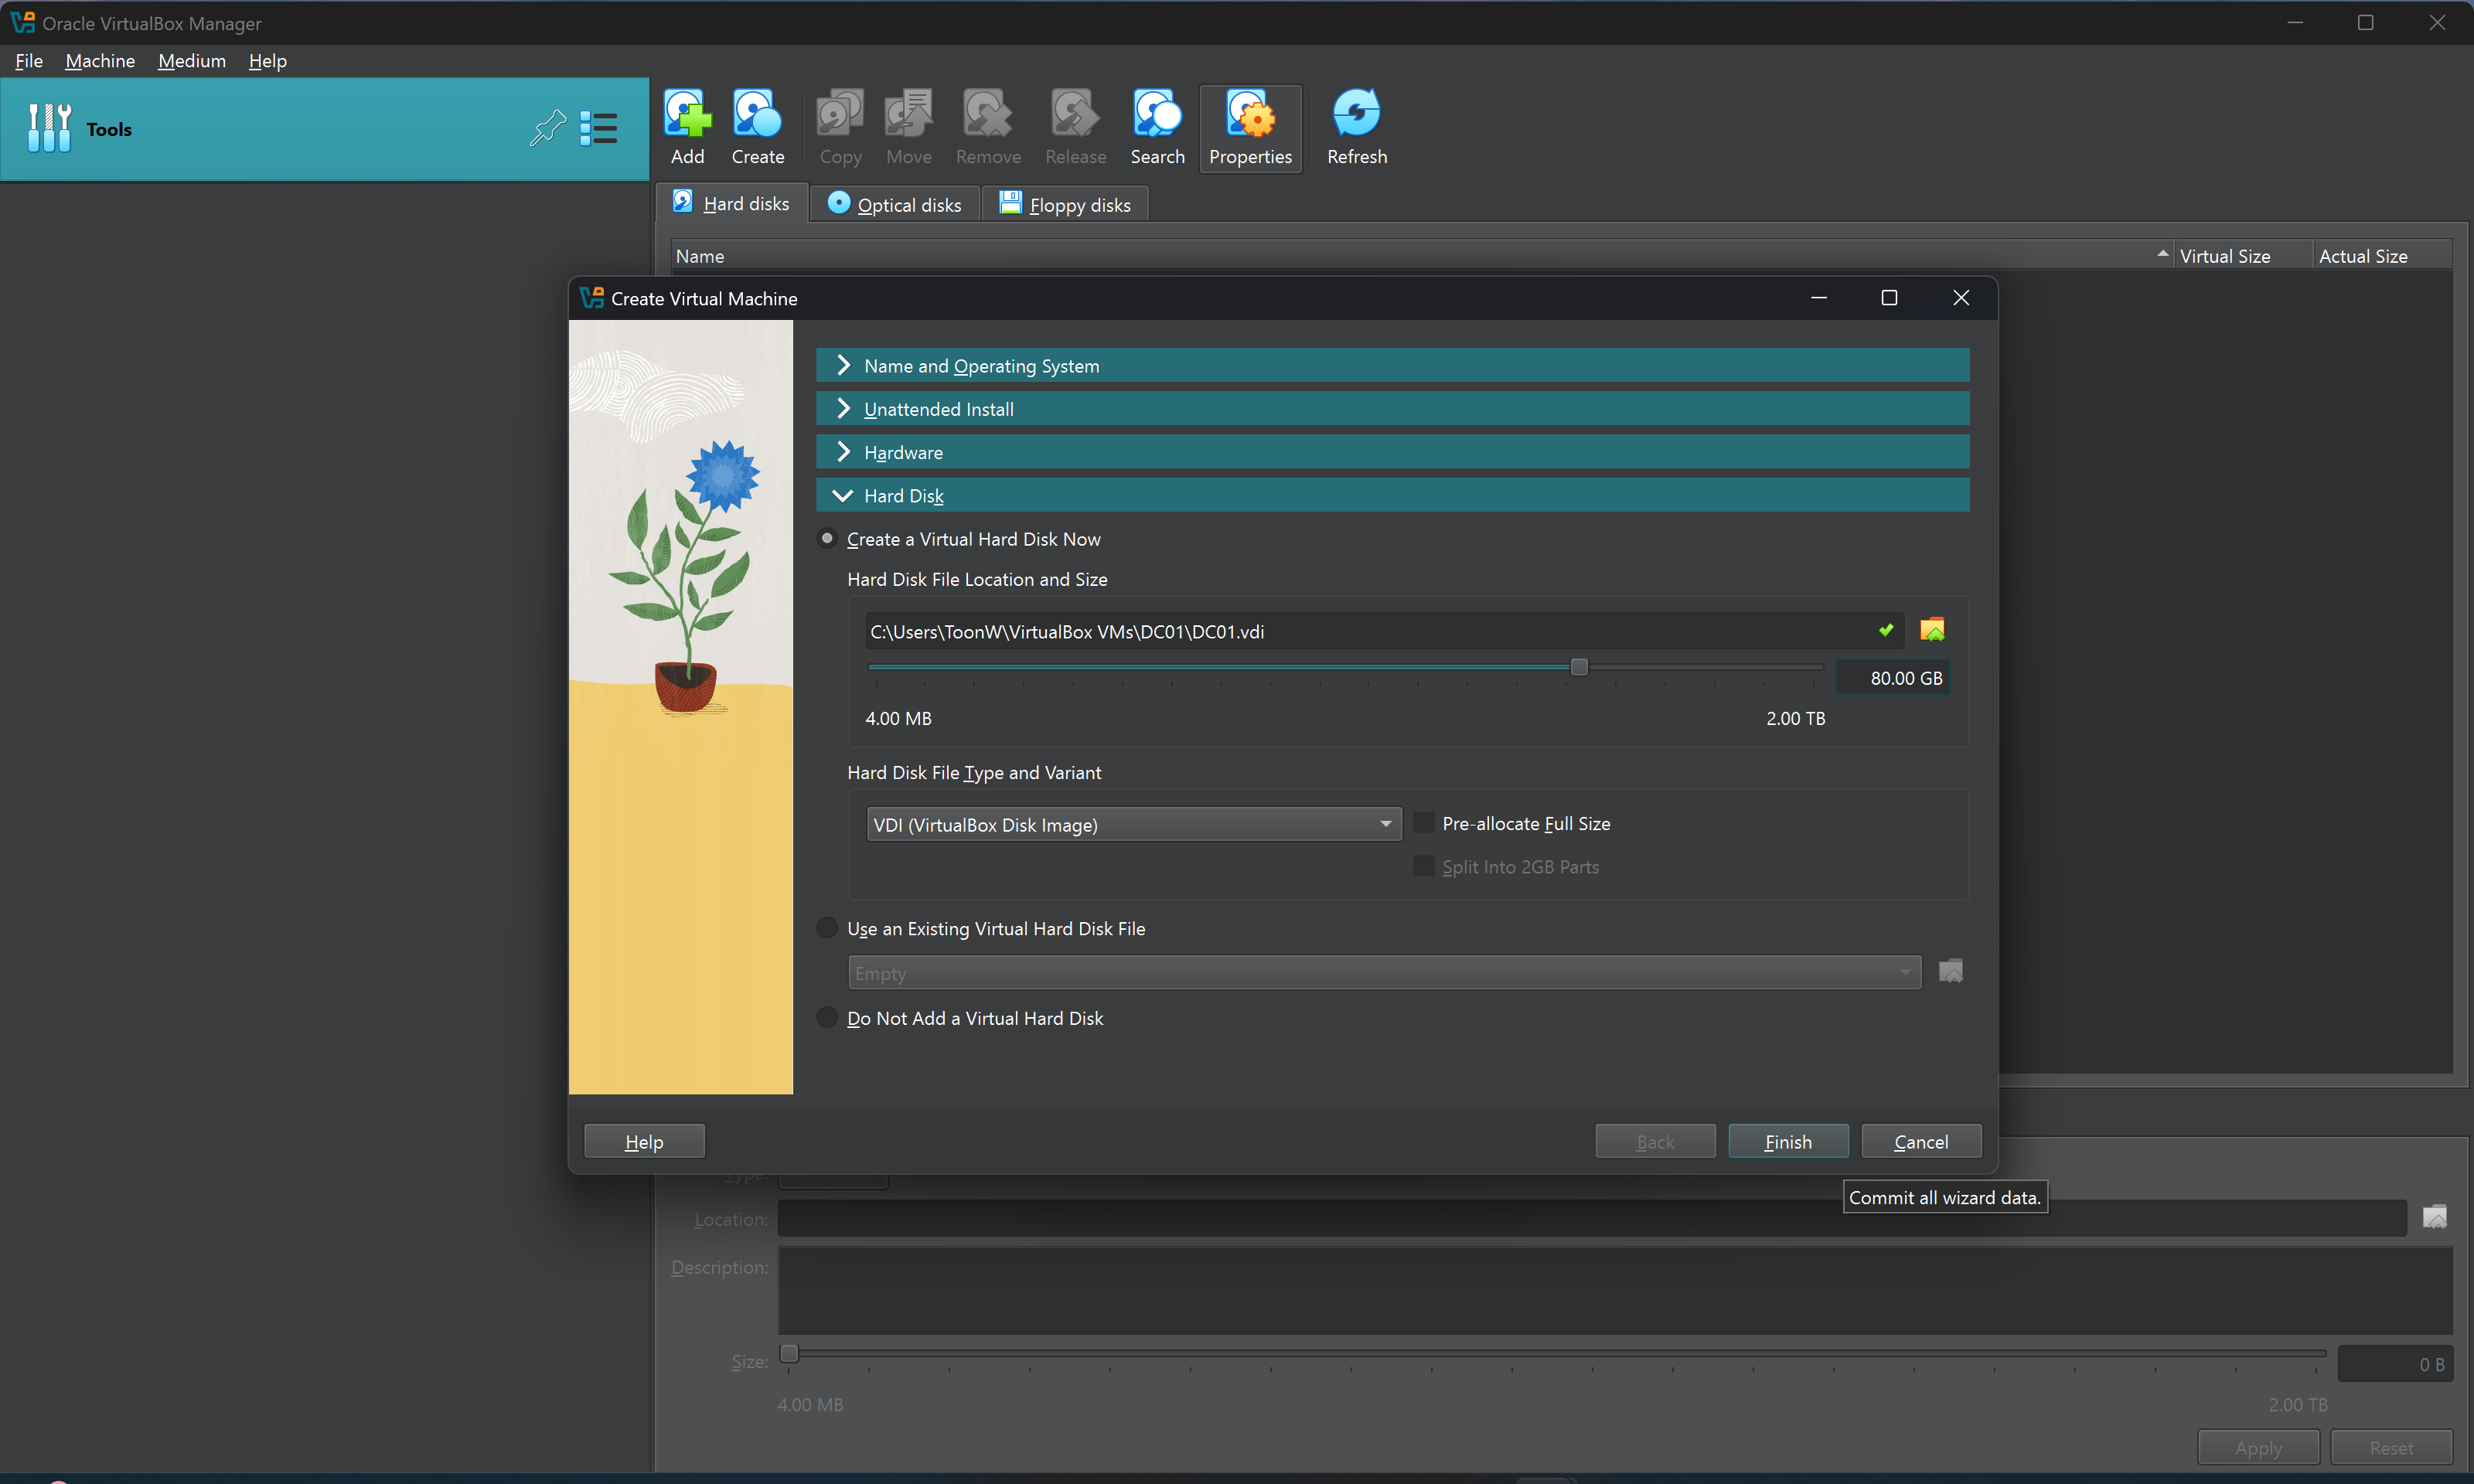 Oracle VirtualBox Manager
File Machine Medium Help
Tools
Add Create Copy Move Remove Release Search Properties Refresh
Hard disks Optical disks Floppy disks
Name Virtual Size Actual Size
Create Virtual Machine
Name and Operating System
Unattended Install
Hardware
Hard Disk
Create a Virtual Hard Disk Now
Hard Disk File Location and Size
C:\Users\ToonW\VirtualBox VMs\DC01\DC01.vdi
80.00 GB
4.00 MB 2.00 TB
Hard Disk File Type and Variant
VDI (VirtualBox Disk Image) Pre-allocate Full Size
Split Into 2GB Parts
Use an Existing Virtual Hard Disk File
Empty
Do Not Add a Virtual Hard Disk
Help Back Finish Cancel
Type:
Commit all wizard data.
Location:
Description:
Size: 0 B
4.00 MB 2.00 TB
Apply Reset